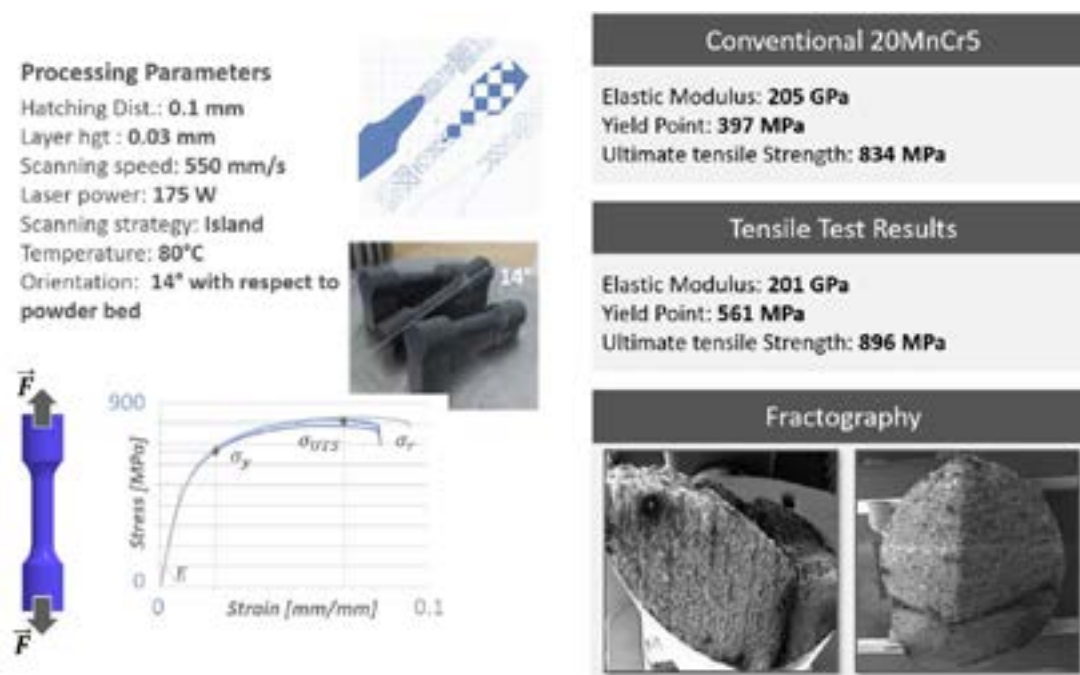 Processing Parameters
Hatching Dist.: 0.1 mm
Layer hgt : 0.03 mm
Scanning speed: 550 mm/s
Laser power: 175 W
Scanning strategy: Island
Temperature: 80°C
Orientation: 14° with respect to
powder bed
14°
F
900
Stress [MPa]
σy
σUTS
σr
E
0
0
Strain [mm/mm]
0.1
F
Conventional 20MnCr5
Elastic Modulus: 205 GPa
Yield Point: 397 MPa
Ultimate tensile Strength: 834 MPa
Tensile Test Results
Elastic Modulus: 201 GPa
Yield Point: 561 MPa
Ultimate tensile Strength: 896 MPa
Fractography